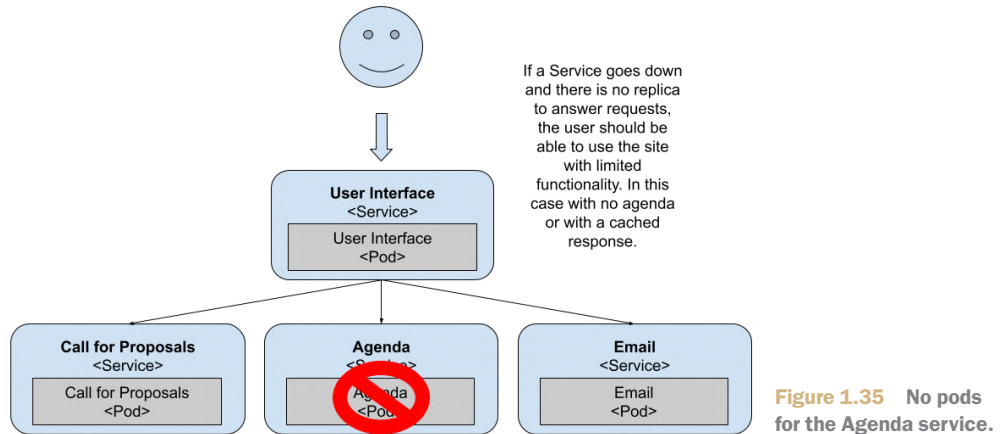 If a Service goes down
and there is no replica
to answer requests,
the user should be
able to use the site
with limited
functionality. In this
case with no agenda
or with a cached
response.
User Interface
<Service>
User Interface
<Pod>
Call for Proposals
<Service>
Call for Proposals
<Pod>
Agenda
<Service>
Agenda
<Pod>
Email
<Service>
Email
<Pod>
Figure 1.35 No pods
for the Agenda service.